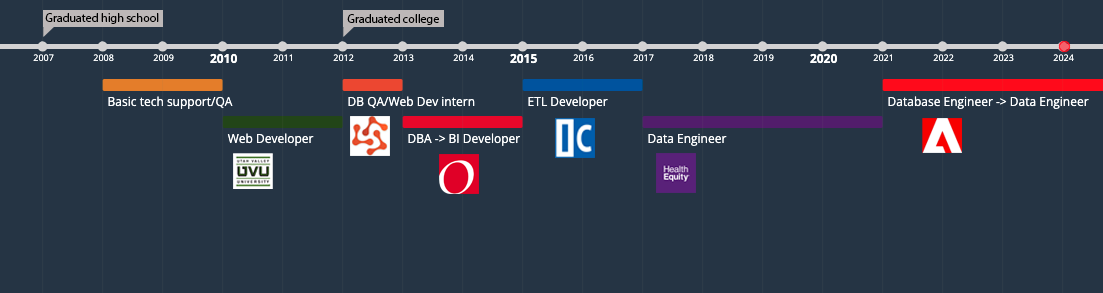 Graduated high school
Graduated college
2007 2008 2009 2010 2011 2012 2013 2014 2015 2016 2017 2018 2019 2020 2021 2022 2023 2024
Basic tech support/QA
DB QA/Web Dev intern
ETL Developer
Database Engineer -> Data Engineer
Web Developer
DBA -> BI Developer
Data Engineer
IC
UTAH VALLEY
UVU
UNIVERSITY
O
Health
Equity